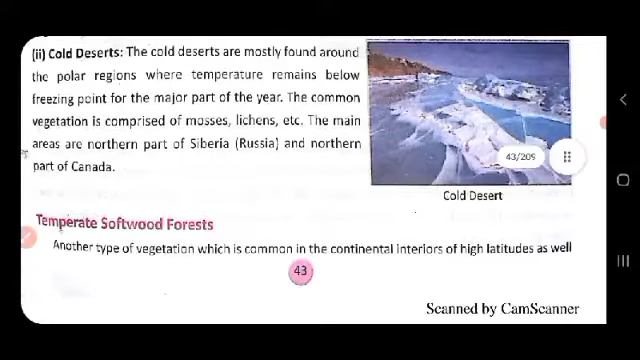 (ii) Cold Deserts: The cold deserts are mostly found around
the polar regions where temperature remains below
freezing point for the major part of the year. The common
vegetation is comprised of mosses, lichens, etc. The main
areas are northern part of Siberia (Russia) and northern
part of Canada.
43/209
Cold Desert
Temperate Softwood Forests
Another type of vegetation which is common in the continental interiors of high latitudes as well
43
Scanned by CamScanner